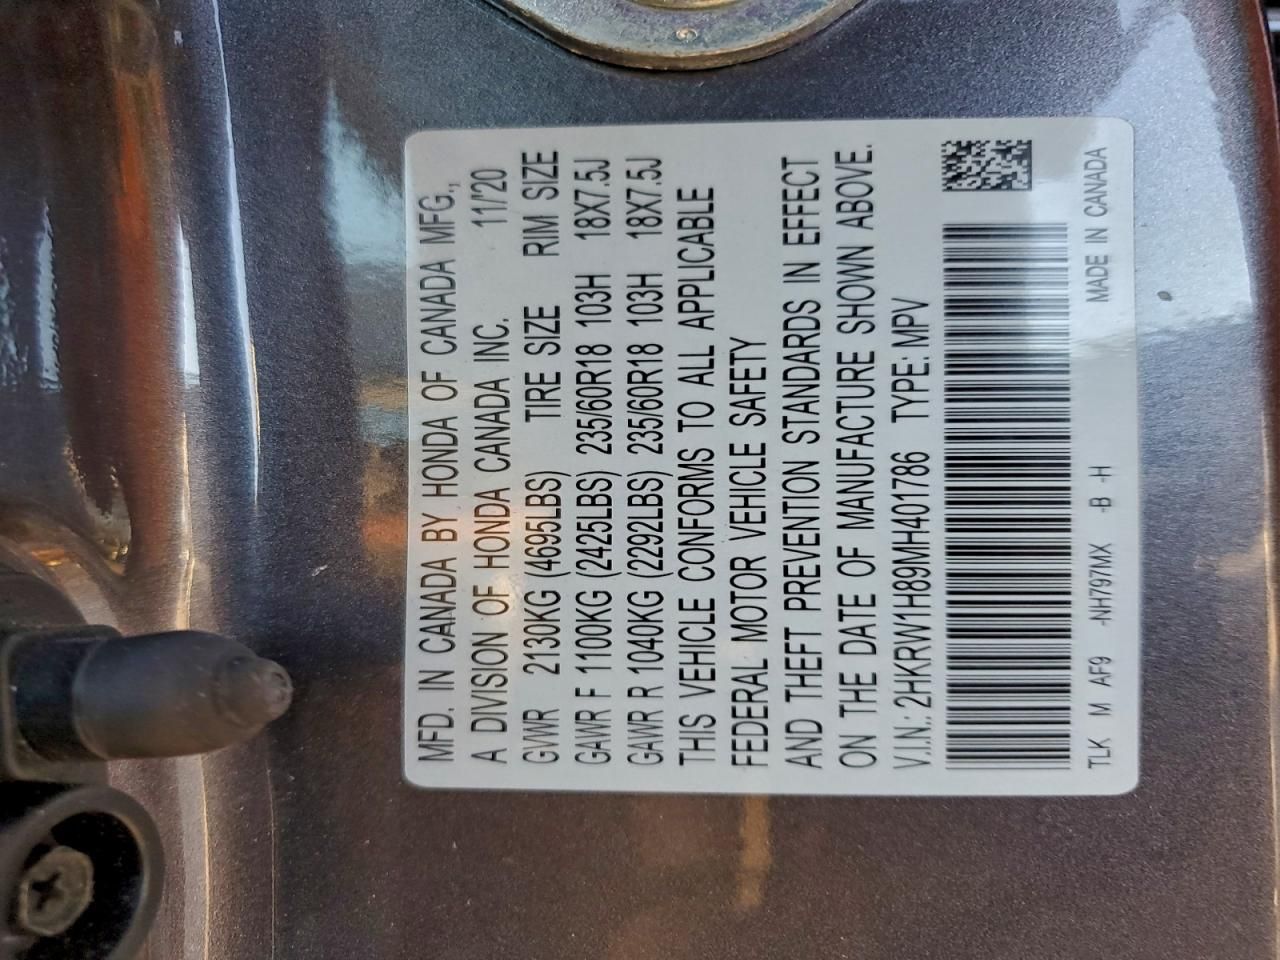 MFD. IN CANADA BY HONDA OF CANADA MFG.,
A DIVISION OF HONDA CANADA INC. 11/'20
GVWR 2130KG (4695LBS) TIRE SIZE RIM SIZE
GAWR F 1100KG (2425LBS) 235/60R18 103H 18X7.5J
GAWR R 1040KG (2292LBS) 235/60R18 103H 18X7.5J
THIS VEHICLE CONFORMS TO ALL APPLICABLE
FEDERAL MOTOR VEHICLE SAFETY
AND THEFT PREVENTION STANDARDS IN EFFECT
ON THE DATE OF MANUFACTURE SHOWN ABOVE.
V.I.N.: 2HKRW1H89MH401786 TYPE: MPV
TLK M AF9 -NH797MX -B -H MADE IN CANADA